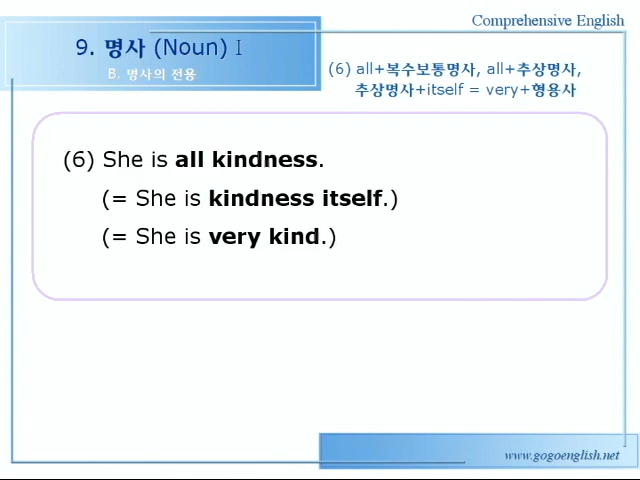 Comprehensive English
9. 명사 (Noun) I
B. 명사의 전용
(6) all+복수보통명사, all+추상명사,
추상명사+itself = very+형용사
(6) She is all kindness.
(= She is kindness itself.)
(= She is very kind.)
www.gogoenglish.net